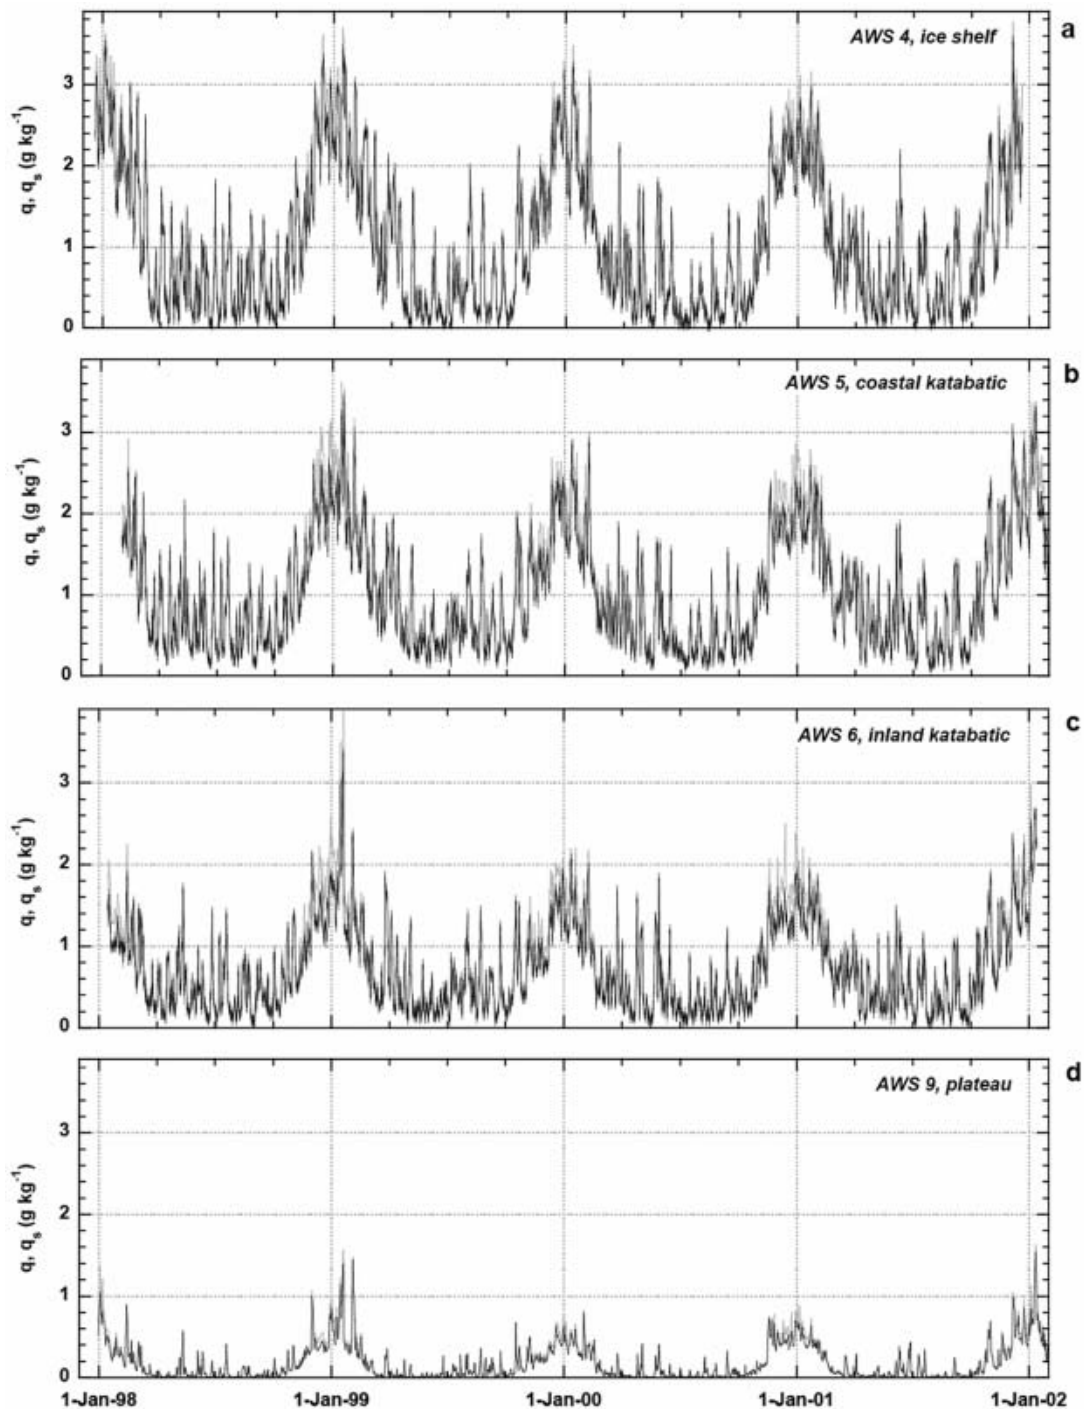 a
AWS 4, ice shelf
3
2
1
0
q, qs (g kg-1)
b
AWS 5, coastal katabatic
3
2
1
0
q, qs (g kg-1)
c
AWS 6, inland katabatic
3
2
1
0
q, qs (g kg-1)
d
AWS 9, plateau
3
2
1
0
q, qs (g kg-1)
1-Jan-98 1-Jan-99 1-Jan-00 1-Jan-01 1-Jan-02